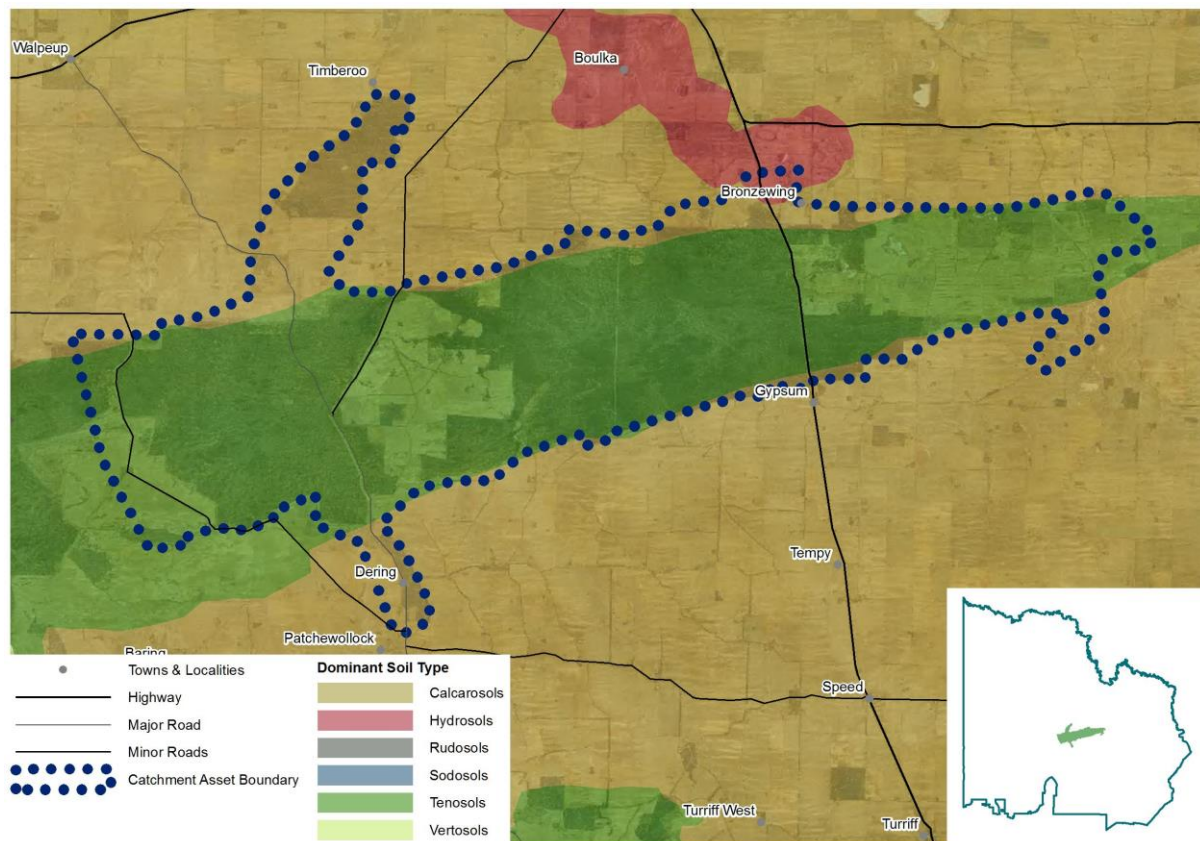 Walpeup
Timberoo
Boulka
Bronzewing
Gypsum
Tempy
Dering
Patchewollock
Baring
Speed
Turriff West
Turriff
Towns & Localities
Highway
Major Road
Minor Roads
Catchment Asset Boundary
Dominant Soil Type
Calcarosols
Hydrosols
Rudosols
Sodosols
Tenosols
Vertosols